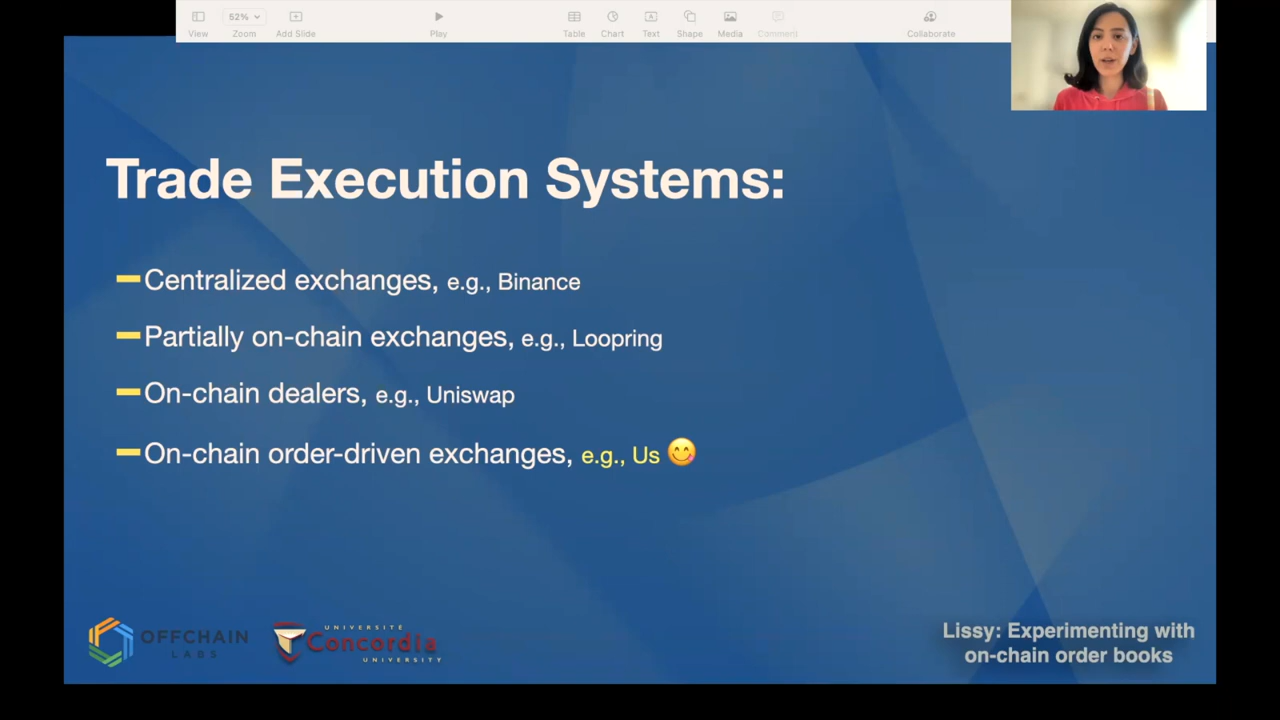 52%
View
Zoom
Add Slide
Play
Table
Chart
Text
Shape
Media
Comment
Collaborate
Trade Execution Systems:
Centralized exchanges, e.g., Binance
Partially on-chain exchanges, e.g., Loopring
On-chain dealers, e.g., Uniswap
On-chain order-driven exchanges, e.g., Us 😋
OFFCHAIN
LABS
UNIVERSITÉ
Concordia
UNIVERSITY
Lissy: Experimenting with
on-chain order books